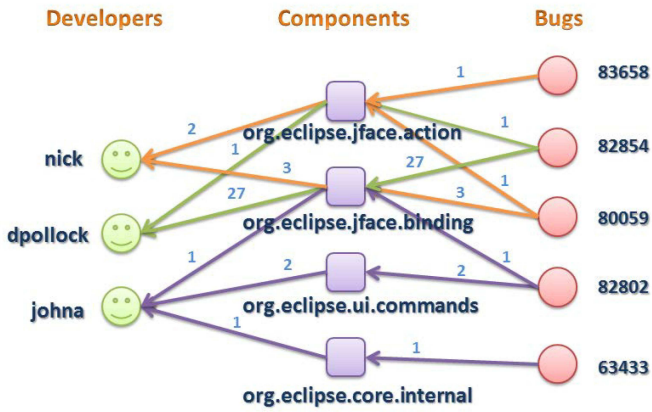 Developers Components Bugs
1 83658
2 org.eclipse.jface.action
1 1 82854
nick 3 27
27 1
org.eclipse.jface.binding 3 80059
dpollock
1 1
2 2 82802
johna org.eclipse.ui.commands
1 1
63433
org.eclipse.core.internal